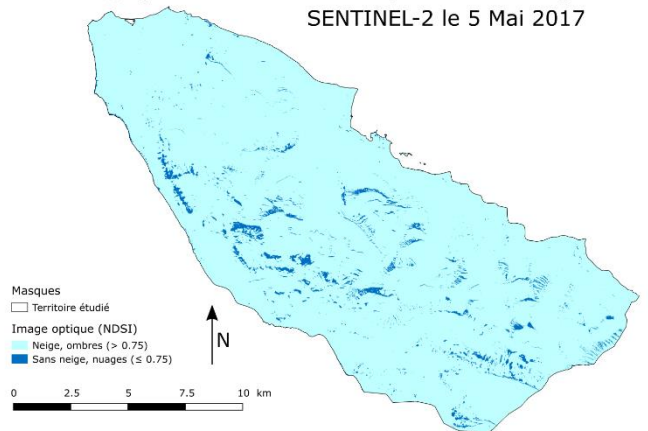 SENTINEL-2 le 5 Mai 2017
Masques
Territoire étudié
Image optique (NDSI)
Neige, ombres (> 0.75)
Sans neige, nuages (≤ 0.75)
N
0 2.5 5 7.5 10 km